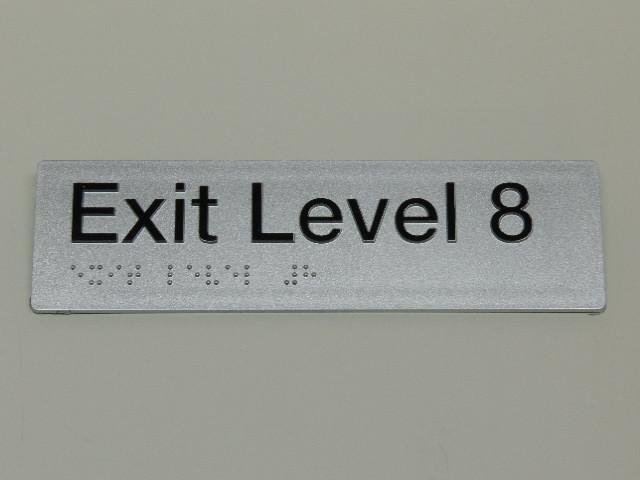 Exit Level 8
⠑⠭⠊⠞ ⠇⠑⠧⠑⠇ ⠼⠓